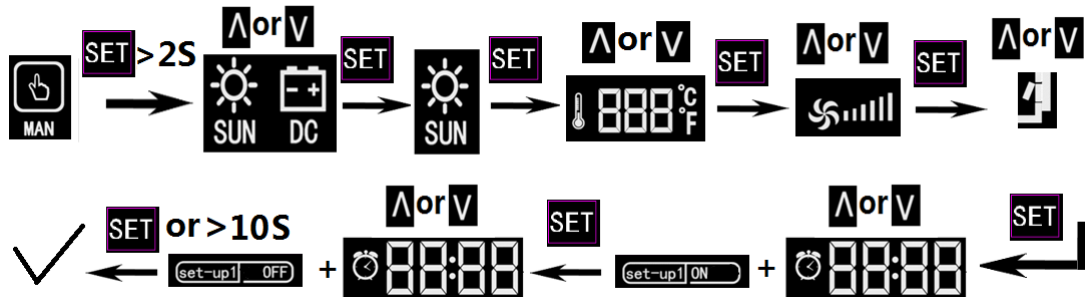 Λ or V
SET >2S SET SET Λ or V SET Λ or V SET Λ or V
MAN SUN - + DC SUN 888 °C °F
SET or >10S Λ or V SET Λ or V SET
set-up1 OFF + 88:88 set-up1 ON + 88:88